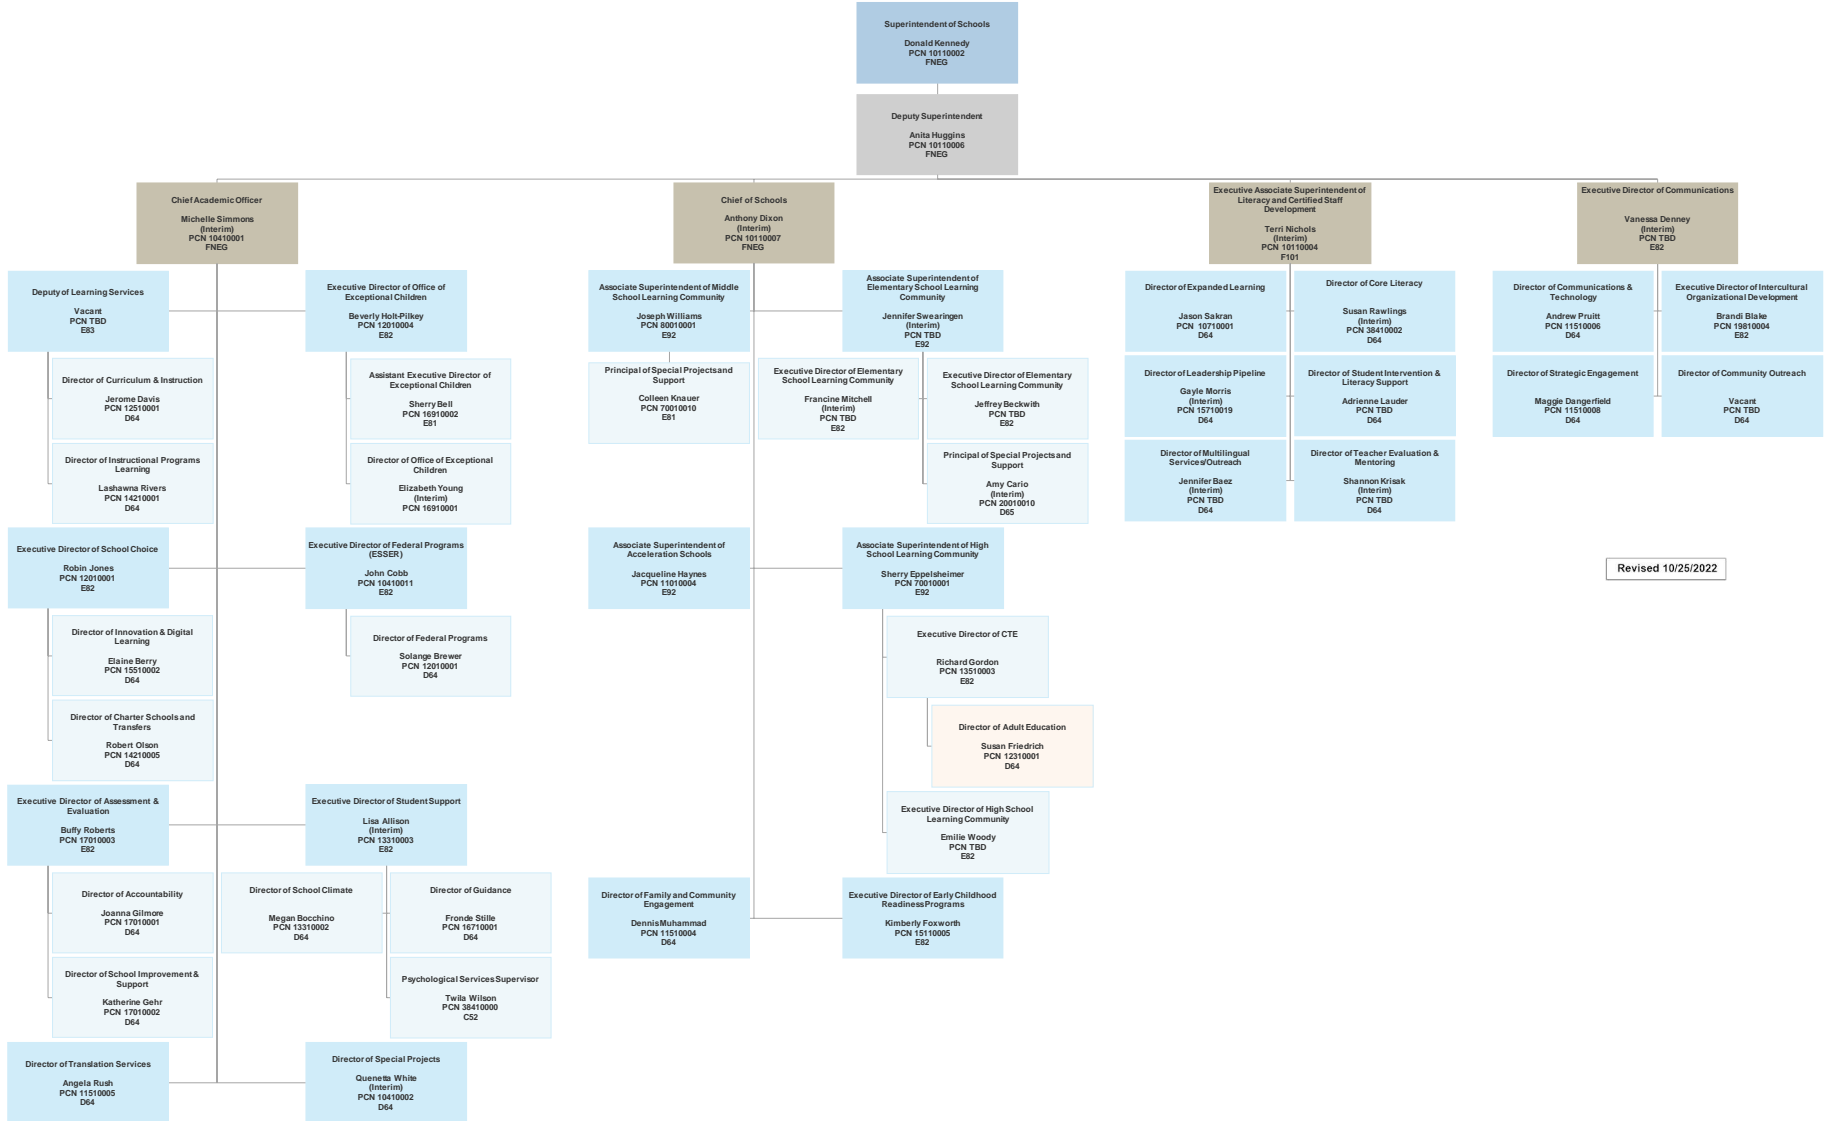 Superintendent of Schools
Donald Kennedy
PCN 10110002
FNEG
Deputy Superintendent
Anita Huggins
PCN 10110006
FNEG
Chief Academic Officer
Michelle Simmons
(Interim)
PCN 10410001
FNEG
Chief of Schools
Anthony Dixon
(Interim)
PCN 10110007
FNEG
Executive Associate Superintendent of
Literacy and Certified Staff
Development
Terri Nichols
(Interim)
PCN 10110004
F101
Executive Director of Communications
Vanessa Denney
(Interim)
PCN TBD
E82
Deputy of Learning Services
Vacant
PCN TBD
E83
Executive Director of Office of
Exceptional Children
Beverly Holt-Pilkey
PCN 12010004
E82
Director of Curriculum & Instruction
Jerome Davis
PCN 12510001
D64
Assistant Executive Director of
Exceptional Children
Sherry Bell
PCN 16910002
E81
Director of Instructional Programs
Learning
Lashawna Rivers
PCN 14210001
D64
Director of Office of Exceptional
Children
Elizabeth Young
(Interim)
PCN 16910001
Executive Director of School Choice
Robin Jones
PCN 12010001
E82
Executive Director of Federal Programs
(ESSER)
John Cobb
PCN 10410011
E82
Director of Innovation & Digital
Learning
Elaine Berry
PCN 15510002
D64
Director of Federal Programs
Solange Brewer
PCN 12010001
D64
Director of Charter Schools and
Transfers
Robert Olson
PCN 14210005
D64
Executive Director of Assessment &
Evaluation
Buffy Roberts
PCN 17010003
E82
Executive Director of Student Support
Lisa Allison
(Interim)
PCN 13310003
E82
Director of Accountability
Joanna Gilmore
PCN 17010001
D64
Director of School Climate
Megan Bocchino
PCN 13310002
D64
Director of Guidance
Fronde Stille
PCN 16710001
D64
Director of School Improvement &
Support
Katherine Gehr
PCN 17010002
D64
Psychological Services Supervisor
Twila Wilson
PCN 38410000
C52
Director of Translation Services
Angela Rush
PCN 11510005
D64
Director of Special Projects
Quenetta White
(Interim)
PCN 10410002
D64
Associate Superintendent of Middle
School Learning Community
Joseph Williams
PCN 80010001
E92
Associate Superintendent of
Elementary School Learning
Community
Jennifer Swearingen
(Interim)
PCN TBD
E92
Principal of Special Projects and
Support
Colleen Knauer
PCN 70010010
E81
Executive Director of Elementary
School Learning Community
Francine Mitchell
(Interim)
PCN TBD
E82
Executive Director of Elementary
School Learning Community
Jeffrey Beckwith
PCN TBD
E82
Principal of Special Projects and
Support
Amy Cario
(Interim)
PCN 20010010
D65
Associate Superintendent of
Acceleration Schools
Jacqueline Haynes
PCN 11010004
E92
Associate Superintendent of High
School Learning Community
Sherry Eppelsheimer
PCN 70010001
E92
Executive Director of CTE
Richard Gordon
PCN 13510003
E82
Director of Adult Education
Susan Friedrich
PCN 12310001
D64
Executive Director of High School
Learning Community
Emilie Woody
PCN TBD
E82
Director of Family and Community
Engagement
Dennis Muhammad
PCN 11510004
D64
Executive Director of Early Childhood
Readiness Programs
Kimberly Foxworth
PCN 15110005
E82
Director of Expanded Learning
Jason Sakran
PCN 10710001
D64
Director of Core Literacy
Susan Rawlings
(Interim)
PCN 38410002
D64
Director of Leadership Pipeline
Gayle Morris
(Interim)
PCN 15710019
D64
Director of Student Intervention &
Literacy Support
Adrienne Lauder
PCN TBD
D64
Director of Multilingual
Services/Outreach
Jennifer Baez
(Interim)
PCN TBD
D64
Director of Teacher Evaluation &
Mentoring
Shannon Krisak
(Interim)
PCN TBD
D64
Director of Communications &
Technology
Andrew Pruitt
PCN 11510006
D64
Executive Director of Intercultural
Organizational Development
Brandi Blake
PCN 19810004
E82
Director of Strategic Engagement
Maggie Dangerfield
PCN 11510008
D64
Director of Community Outreach
Vacant
PCN TBD
D64
Revised 10/25/2022